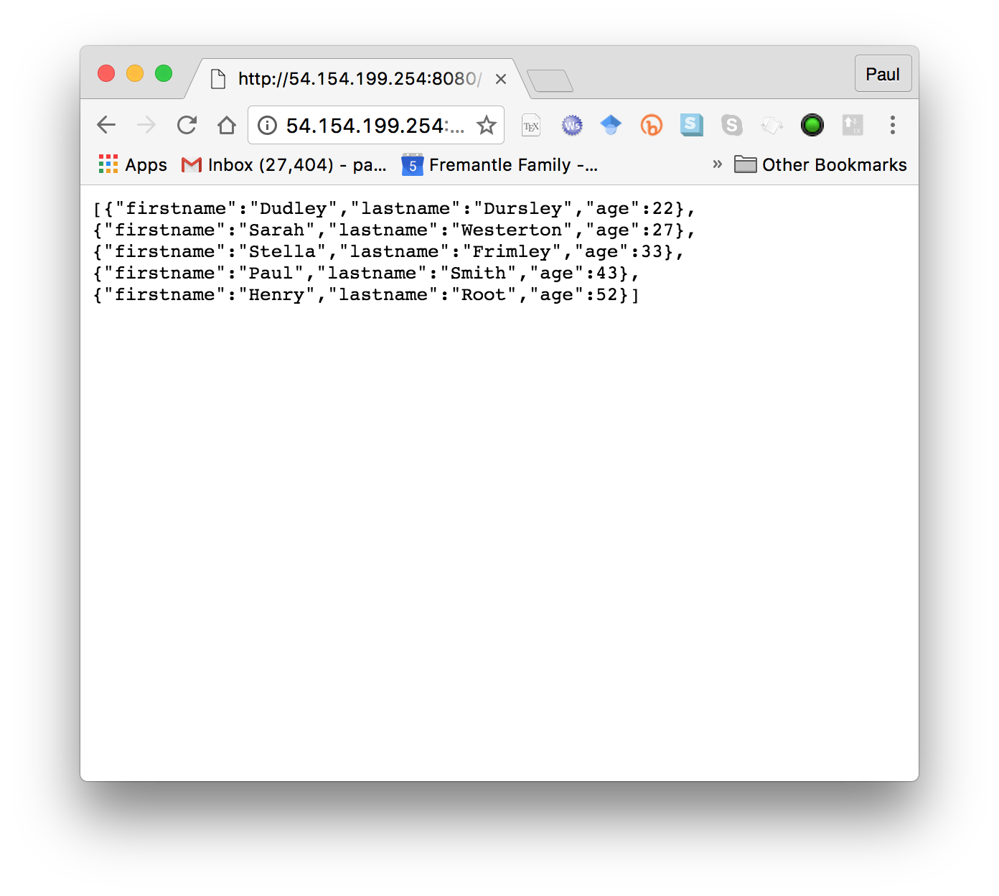 http://54.154.199.254:8080/
Paul
54.154.199.254:...
TEX
Ws
b
S
S
EX
Apps
Inbox (27,404) - pa...
5
Fremantle Family -...
»
Other Bookmarks
[{"firstname":"Dudley","lastname":"Dursley","age":22},
{"firstname":"Sarah","lastname":"Westerton","age":27},
{"firstname":"Stella","lastname":"Frimley","age":33},
{"firstname":"Paul","lastname":"Smith","age":43},
{"firstname":"Henry","lastname":"Root","age":52}]